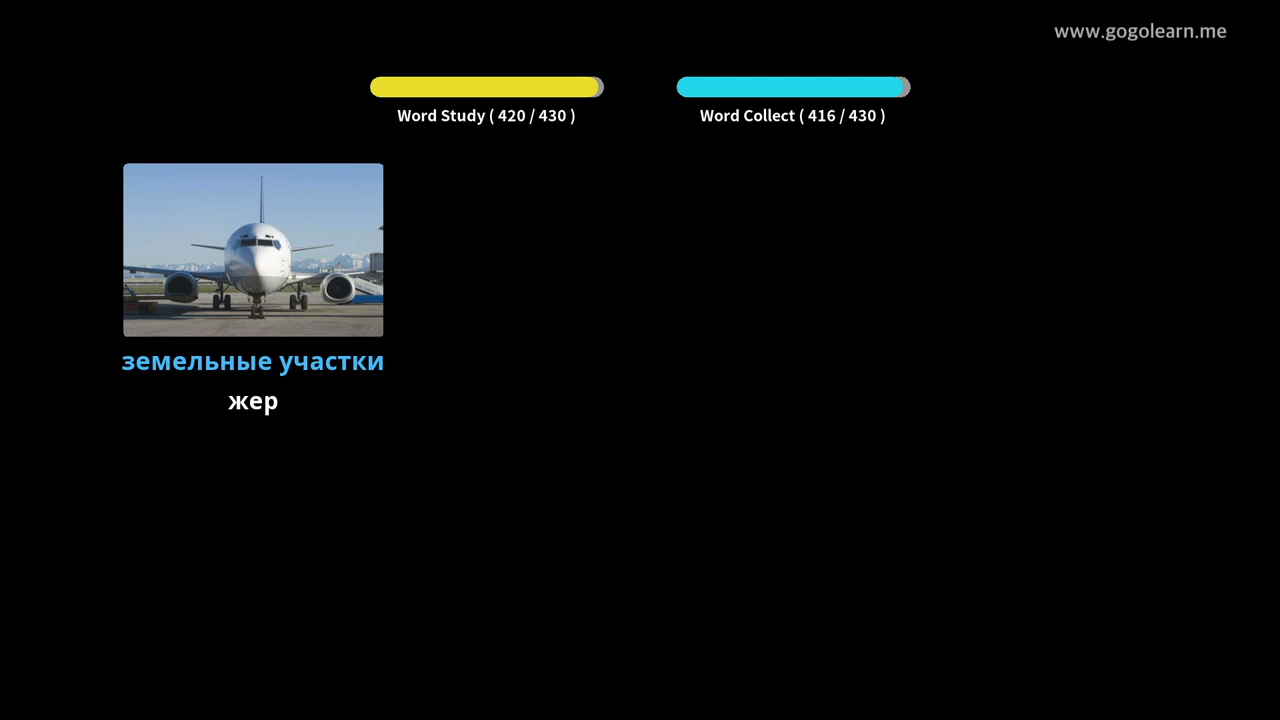 www.gogolearn.me
Word Study ( 420 / 430 )
Word Collect ( 416 / 430 )
земельные участки
жер